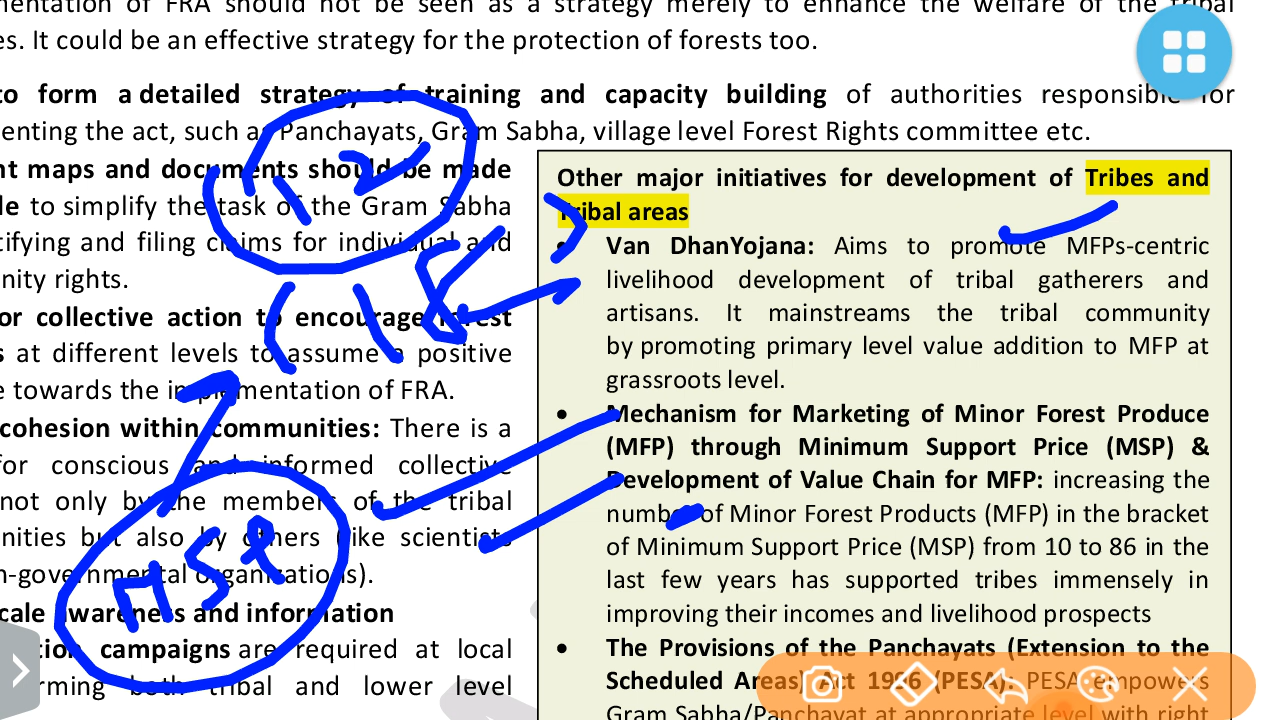 mentation of FRA should not be seen as a strategy merely to enhance the welfare of the tribal
es. It could be an effective strategy for the protection of forests too.
to form a detailed strategy of training and capacity building of authorities responsible for
enting the act, such as Panchayats, Gram Sabha, village level Forest Rights committee etc.
nt maps and documents should be made
le to simplify the task of the Gram Sabha
tifying and filing claims for individual and
nity rights.
or collective action to encourage forest
s at different levels to assume a positive
e towards the implementation of FRA.
cohesion within communities: There is a
for conscious and informed collective
not only by the members of the tribal
nities but also by others (like scientists
n-governmental organizations).
cale awareness and information
tion campaigns are required at local
rming both tribal and lower level
Other major initiatives for development of Tribes and
Tribal areas
• Van DhanYojana: Aims to promote MFPs-centric
livelihood development of tribal gatherers and
artisans. It mainstreams the tribal community
by promoting primary level value addition to MFP at
grassroots level.
• Mechanism for Marketing of Minor Forest Produce
(MFP) through Minimum Support Price (MSP) &
Development of Value Chain for MFP: increasing the
number of Minor Forest Products (MFP) in the bracket
of Minimum Support Price (MSP) from 10 to 86 in the
last few years has supported tribes immensely in
improving their incomes and livelihood prospects
• The Provisions of the Panchayats (Extension to the
Scheduled Areas) Act 1996 (PESA): PESA empowers
Gram Sabha/Panchayat at appropriate level with right
12
MSP